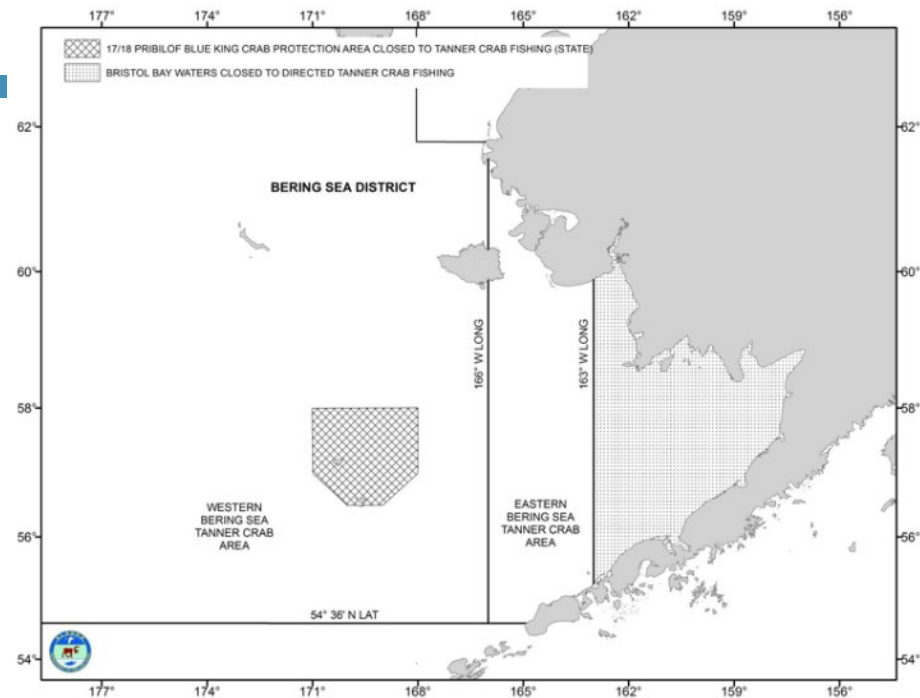 177° 174° 171° 168° 165° 162° 159° 156°
17/18 PRIBILOF BLUE KING CRAB PROTECTION AREA CLOSED TO TANNER CRAB FISHING (STATE)
BRISTOL BAY WATERS CLOSED TO DIRECTED TANNER CRAB FISHING
62° 62°
BERING SEA DISTRICT
60° 60°
166° W LONG
163° W LONG
58° 58°
WESTERN
BERING SEA
TANNER CRAB
AREA
EASTERN
BERING SEA
TANNER CRAB
AREA
56° 56°
54° 36' N LAT
54° 54°
177° 174° 171° 168° 165° 162° 159° 156°